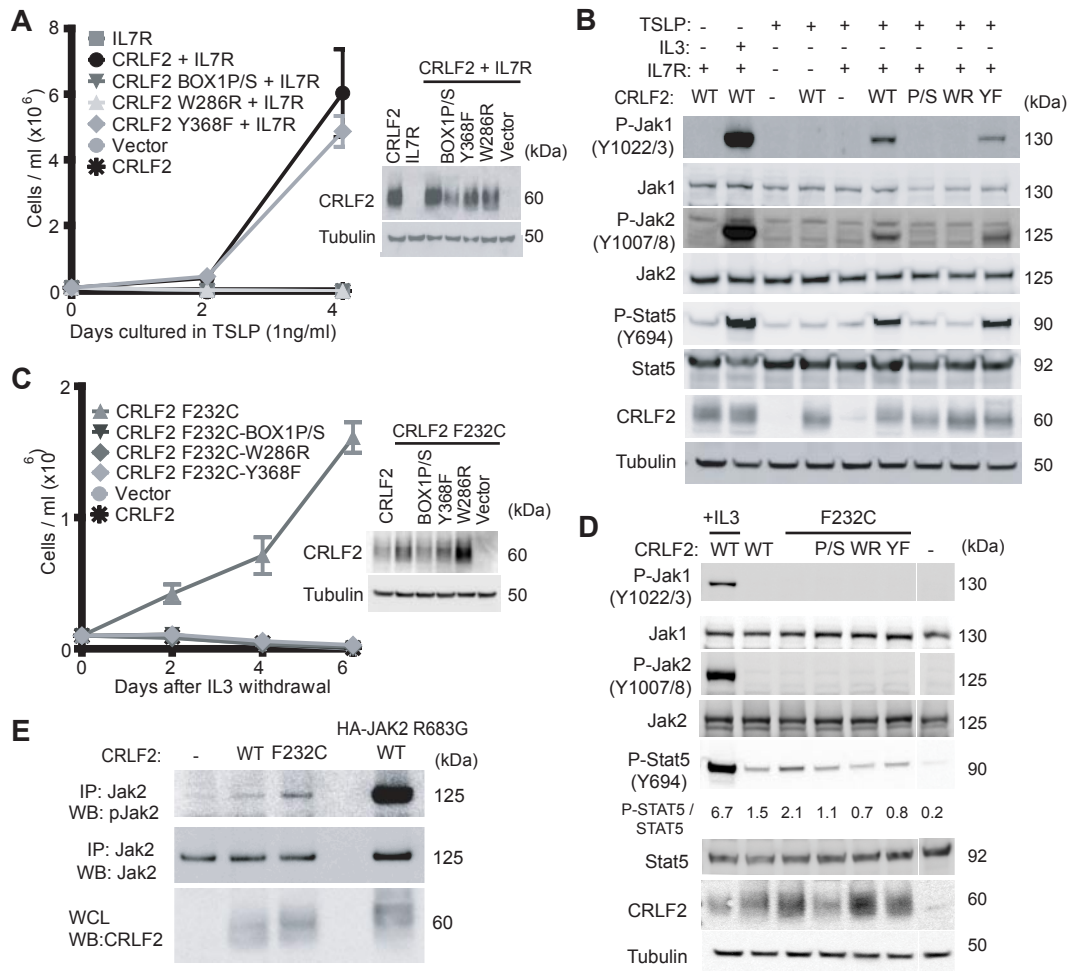 A
8
6
4
2
0
Cells / ml (x10⁶)
IL7R
CRLF2 + IL7R
CRLF2 BOX1P/S + IL7R
CRLF2 W286R + IL7R
CRLF2 Y368F + IL7R
Vector
CRLF2
0 2 4
Days cultured in TSLP (1ng/ml)
CRLF2 + IL7R
CRLF2 IL7R BOX1P/S Y368F W286R Vector
(kDa)
CRLF2 60
Tubulin 50
B
TSLP - - + + + + + + +
IL3 - + - - - - - - -
IL7R: + + - - + + + + +
CRLF2: WT WT - WT - WT P/S WR YF (kDa)
P-Jak1 (Y1022/3) 130
Jak1 130
P-Jak2 (Y1007/8) 125
Jak2 125
P-Stat5 (Y694) 90
Stat5 92
CRLF2 60
Tubulin 50
C
2
1
0
Cells / ml (x10⁶)
CRLF2 F232C
CRLF2 F232C-BOX1P/S
CRLF2 F232C-W286R
CRLF2 F232C-Y368F
Vector
CRLF2
0 2 4 6
Days after IL3 withdrawal
CRLF2 F232C
CRLF2 BOX1P/S Y368F W286R Vector
(kDa)
CRLF2 60
Tubulin 50
D
+IL3 F232C
CRLF2: WT WT P/S WR YF - (kDa)
P-Jak1 (Y1022/3) 130
Jak1 130
P-Jak2 (Y1007/8) 125
Jak2 125
P-Stat5 (Y694) 90
P-STAT5 / STAT5 6.7 1.5 2.1 1.1 0.7 0.8 0.2
Stat5 92
CRLF2 60
Tubulin 50
E
HA-JAK2 R683G
CRLF2: - WT F232C WT (kDa)
IP: Jak2
WB: pJak2 125
IP: Jak2
WB: Jak2 125
WCL
WB:CRLF2 60